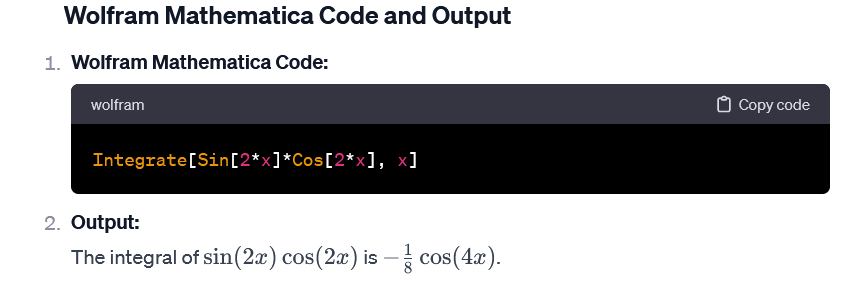 Wolfram Mathematica Code and Output
1. Wolfram Mathematica Code:
wolfram Copy code
Integrate[Sin[2*x]*Cos[2*x], x]
2. Output:
The integral of sin(2x) cos(2x) is −1/8 cos(4x).